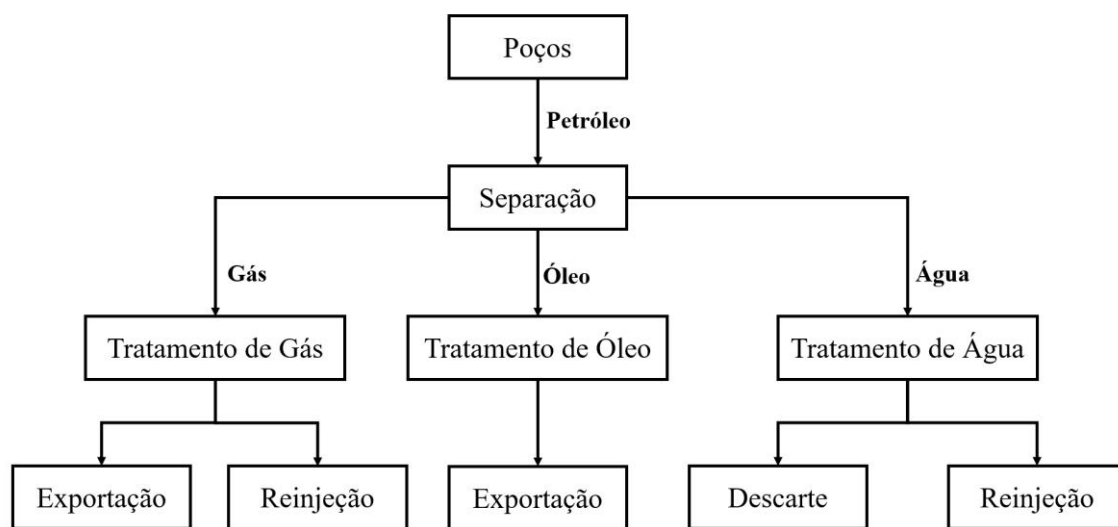 Poços
Petróleo
Separação
Gás
Óleo
Água
Tratamento de Gás
Tratamento de Óleo
Tratamento de Água
Exportação
Reinjeção
Exportação
Descarte
Reinjeção